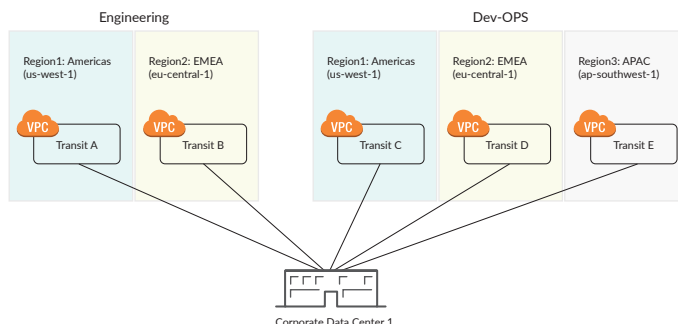 Engineering
Dev-OPS
Region1: Americas
(us-west-1)
Region2: EMEA
(eu-central-1)
Region1: Americas
(us-west-1)
Region2: EMEA
(eu-central-1)
Region3: APAC
(ap-southwest-1)
VPC
Transit A
VPC
Transit B
VPC
Transit C
VPC
Transit D
VPC
Transit E
Corporate Data Center 1